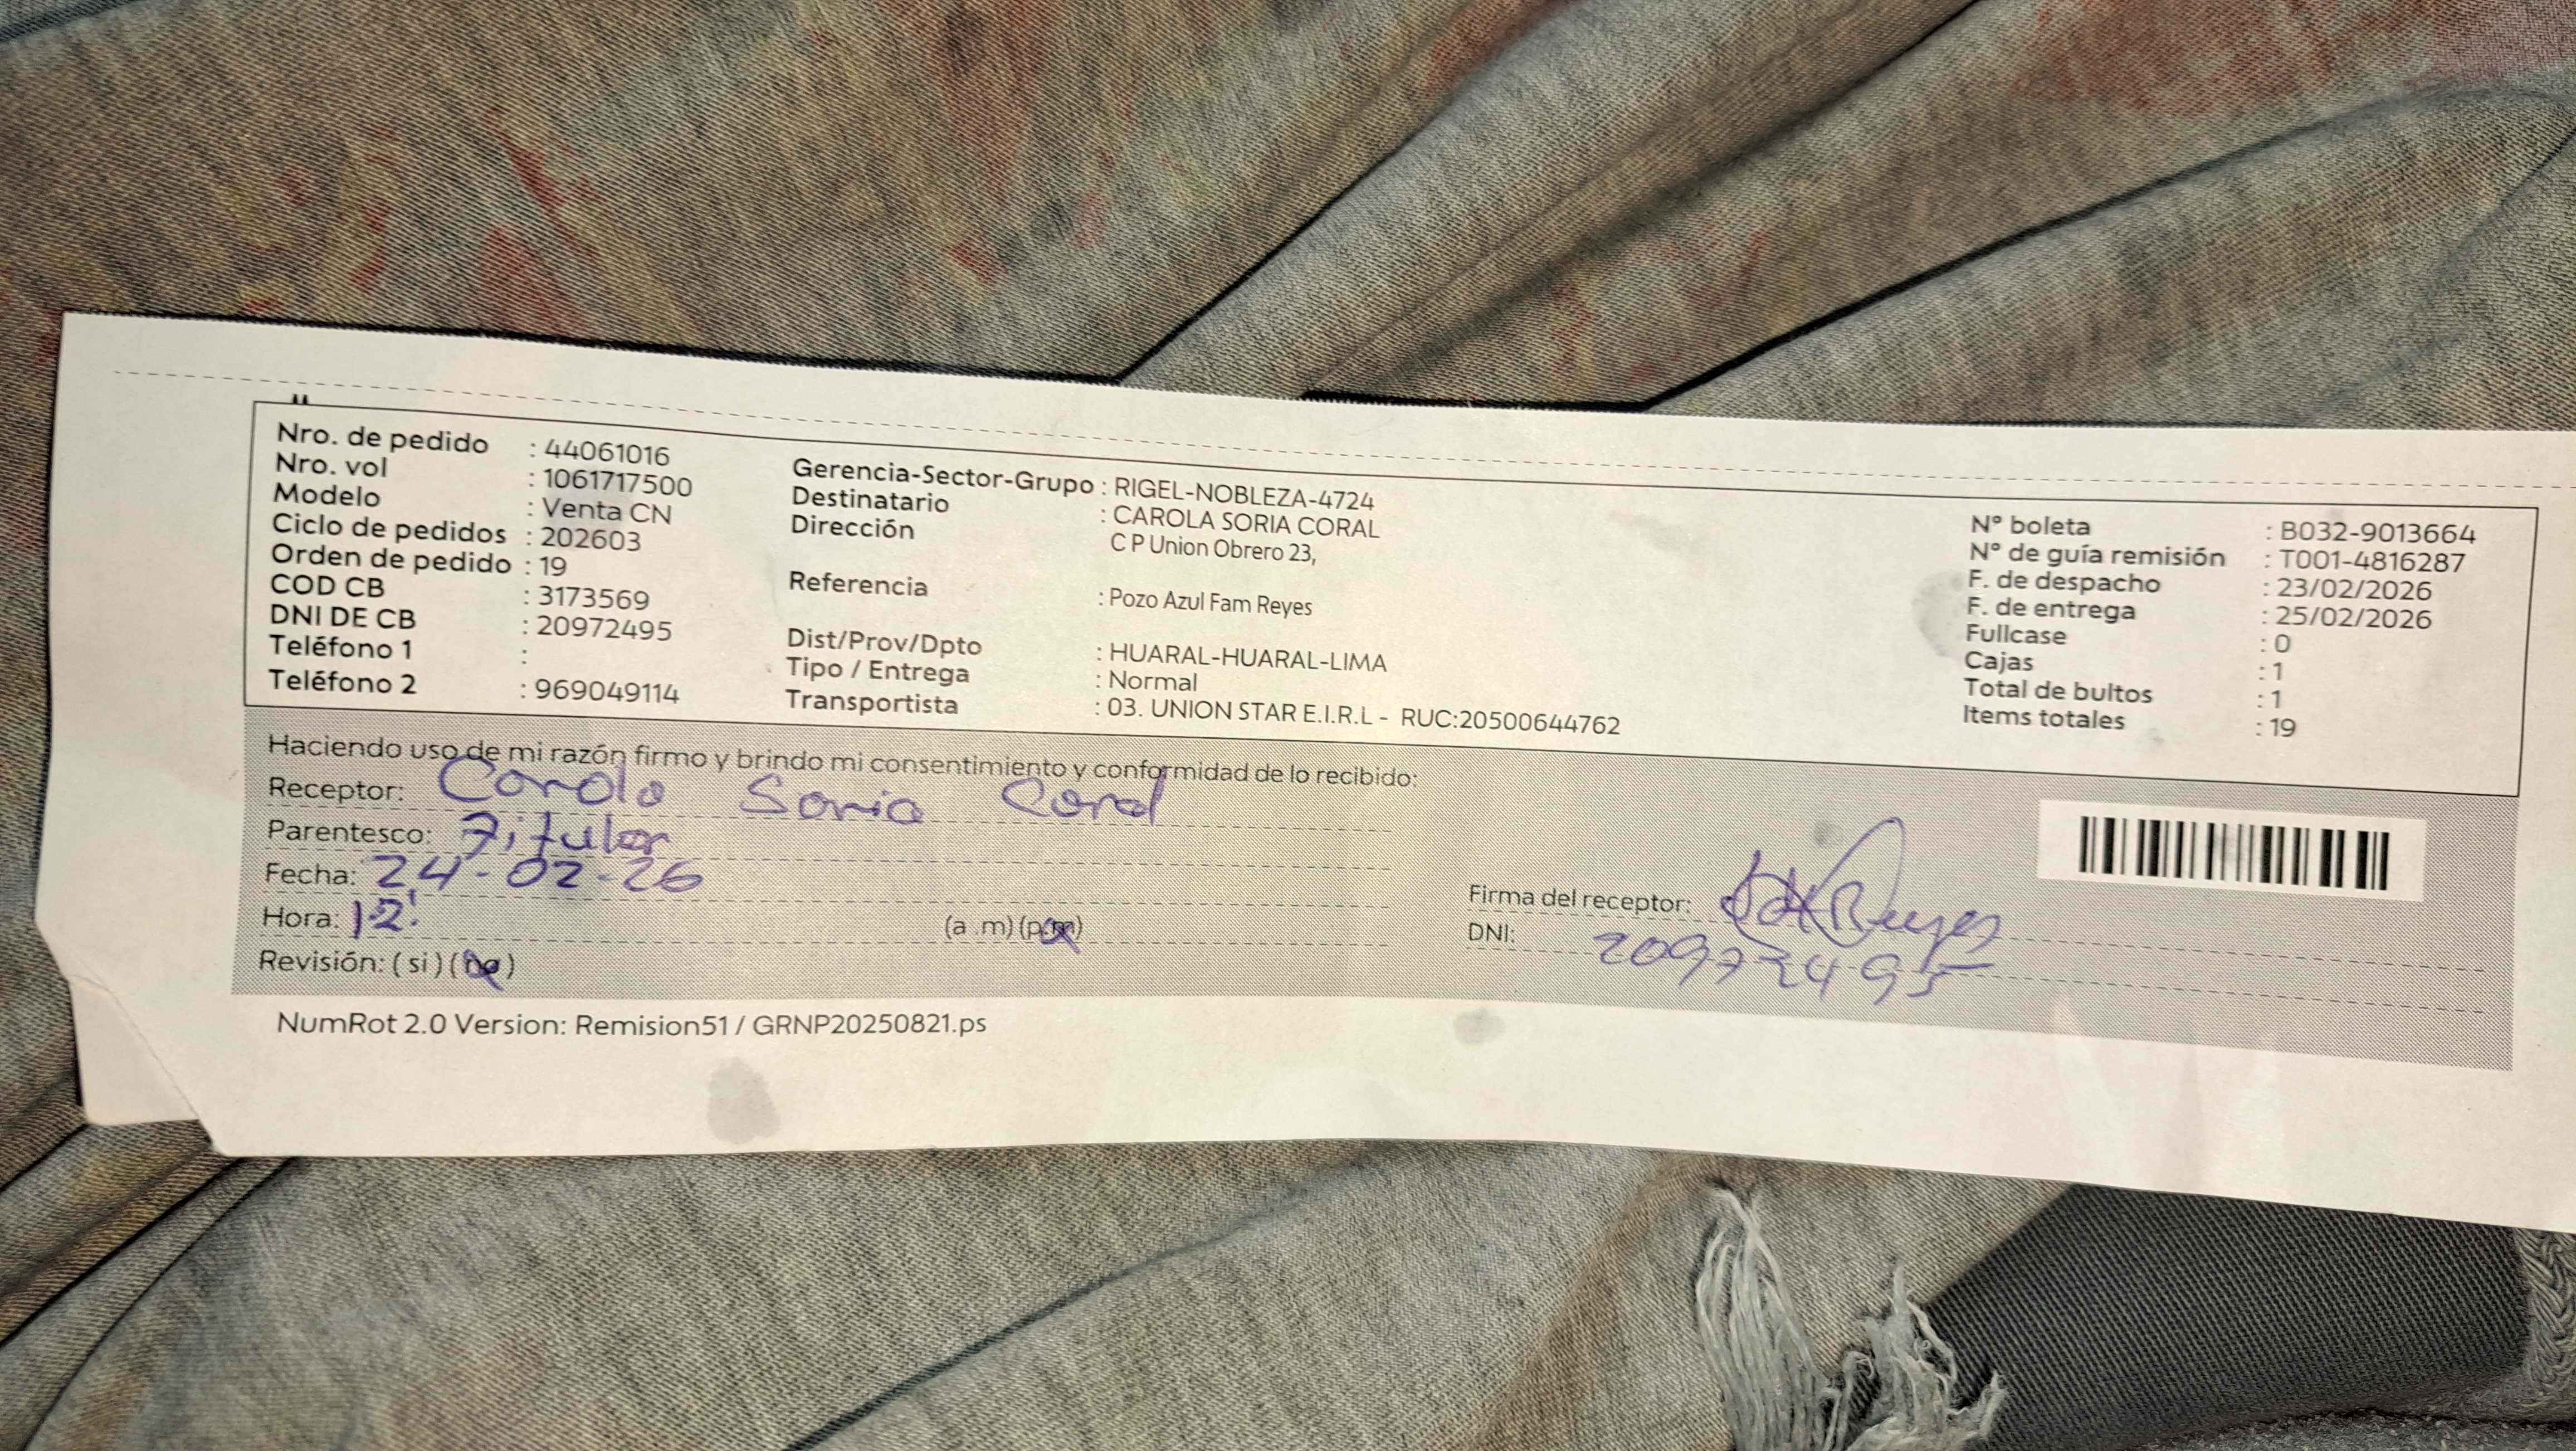 Nro. de pedido : 44061016
Nro. vol : 1061717500
Modelo : Venta CN
Ciclo de pedidos : 202603
Orden de pedido : 19
COD CB : 3173569
DNI DE CB : 20972495
Teléfono 1 :
Teléfono 2 : 969049114
Gerencia-Sector-Grupo : RIGEL-NOBLEZA-4724
Destinatario : CAROLA SORIA CORAL
Dirección C P Union Obrero 23,
Referencia : Pozo Azul Fam Reyes
Dist/Prov/Dpto : HUARAL-HUARAL-LIMA
Tipo / Entrega : Normal
Transportista : 03. UNION STAR E.I.R.L - RUC:20500644762
N° boleta : B032-9013664
N° de guía remisión : T001-4816287
F. de despacho : 23/02/2026
F. de entrega : 25/02/2026
Fullcase : 0
Cajas : 1
Total de bultos : 1
Items totales : 19
Haciendo uso de mi razón firmo y brindo mi consentimiento y conformidad de lo recibido:
Receptor: Carola Soria Coral
Parentesco: Titular
Fecha: 24-02-26
Hora: 12: (a .m) (p.m)
Revisión: ( si ) ( no )
Firma del receptor: Reyes
DNI: 20972495
NumRot 2.0 Version: Remision51 / GRNP20250821.ps